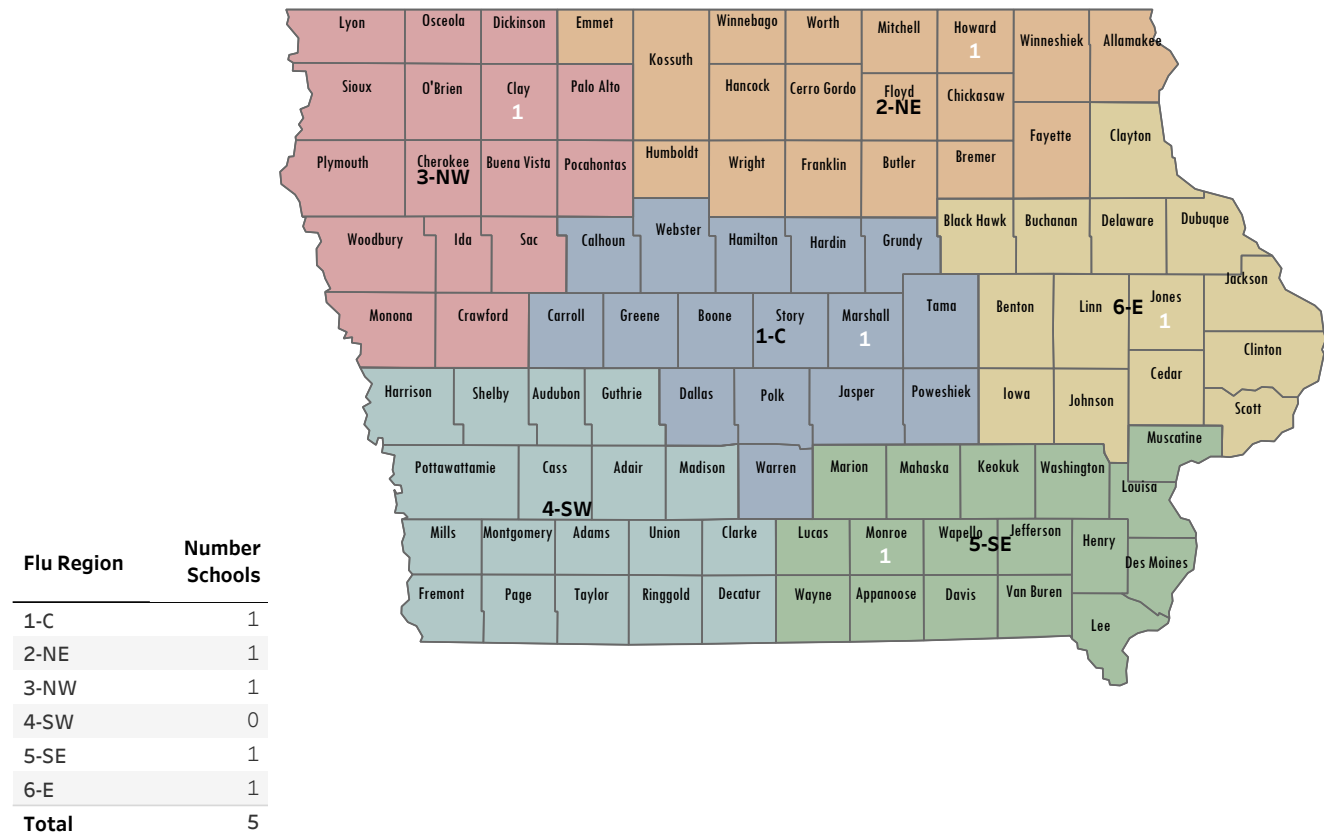 Lyon Osceola Dickinson Emmet Winnebago Worth Mitchell Howard
1
Kossuth Winneshiek Allamakee
Sioux O'Brien Clay Palo Alto Hancock Cerro Gordo Floyd Chickasaw
1
2-NE
Fayette Clayton
Plymouth Cherokee Buena Vista Pocahontas Humboldt Wright Franklin Butler Bremer
3-NW
Black Hawk Buchanan Delaware Dubuque
Woodbury Ida Sac Calhoun Webster Hamilton Hardin Grundy
Jackson
Monona Crawford Carroll Greene Boone Story Marshall Tama Benton Linn Jones
6-E
1-C
1
1
Clinton
Harrison Shelby Audubon Guthrie Dallas Polk Jasper Poweshiek Iowa Johnson Cedar Scott
Muscatine
Pottawattamie Cass Adair Madison Warren Marion Mahaska Keokuk Washington
Louisa
4-SW
Mills Montgomery Adams Union Clarke Lucas Monroe Wapello Jefferson Henry
1
5-SE
Des Moines
Fremont Page Taylor Ringgold Decatur Wayne Appanoose Davis Van Buren
Lee
Flu Region Number
Schools
1-C 1
2-NE 1
3-NW 1
4-SW 0
5-SE 1
6-E 1
Total 5